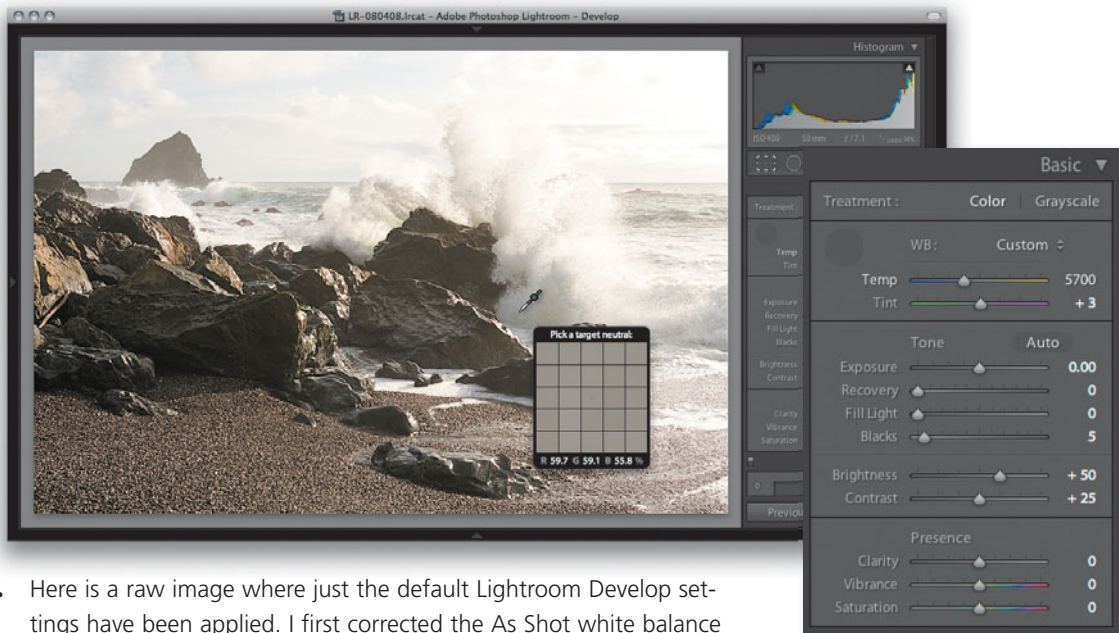 LR-080408.lrcat - Adobe Photoshop Lightroom - Develop
Histogram
ISO 400 50 mm f / 7.1
Treatment :
Temp
Tint
Exposure
Recovery
Fill Light
Blacks
Brightness
Contrast
Clarity
Vibrance
Saturation
Previou
Pick a target neutral:
R 59.7 G 59.1 B 55.8 %
Basic
Treatment : Color Grayscale
WB : Custom
Temp 5700
Tint + 3
Tone Auto
Exposure 0.00
Recovery 0
Fill Light 0
Blacks 5
Brightness + 50
Contrast + 25
Presence
Clarity 0
Vibrance 0
Saturation 0
Here is a raw image where just the default Lightroom Develop set-
tings have been applied. I first corrected the As Shot white balance